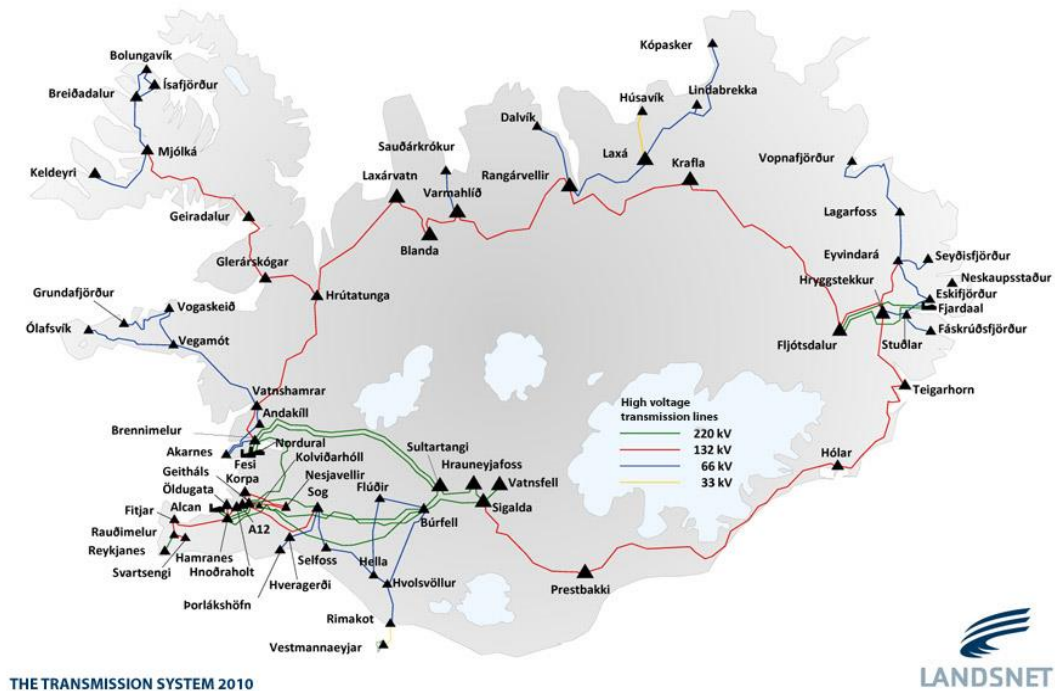 Kópasker
Bolungavík
Ísafjörður
Breiðadalur
Húsavík
Lindabrekka
Dalvík
Sauðárkrókur
Mjólká
Laxá
Krafla
Vopnafjörður
Keldeyri
Laxárvatn
Varmahlíð
Rangárvellir
Geiradalur
Lagarfoss
Blanda
Glerárskógar
Eyvindará
Seyðisfjörður
Hryggstekkur
Neskaupsstaður
Grundafjörður
Vogaskeið
Hrútatunga
Eskifjörður
Fjardaal
Ólafsvík
Vegamót
Fljótsdalur
Stuðlar
Fáskrúðsfjörður
Vatnshamrar
Teigarhorn
High voltage
transmission lines
220 kV
132 kV
66 kV
33 kV
Andakíll
Brennimelur
Nordural
Akarnes
Fesi
Kolviðarhóll
Sultartangi
Hólar
Geitháls
Korpa
Nesjavellir
Hrauneyjafoss
Öldugata
Sog
Flúðir
Vatnsfell
Alcan
Sigalda
Fitjar
Búrfell
A12
Rauðimelur
Reykjanes
Hamranes
Selfoss
Hella
Svartsengi
Hnoðraholt
Hveragerði
Hvolsvöllur
Prestbakki
Þorlákshöfn
Rimakot
Vestmannaeyjar
THE TRANSMISSION SYSTEM 2010
LANDSNET